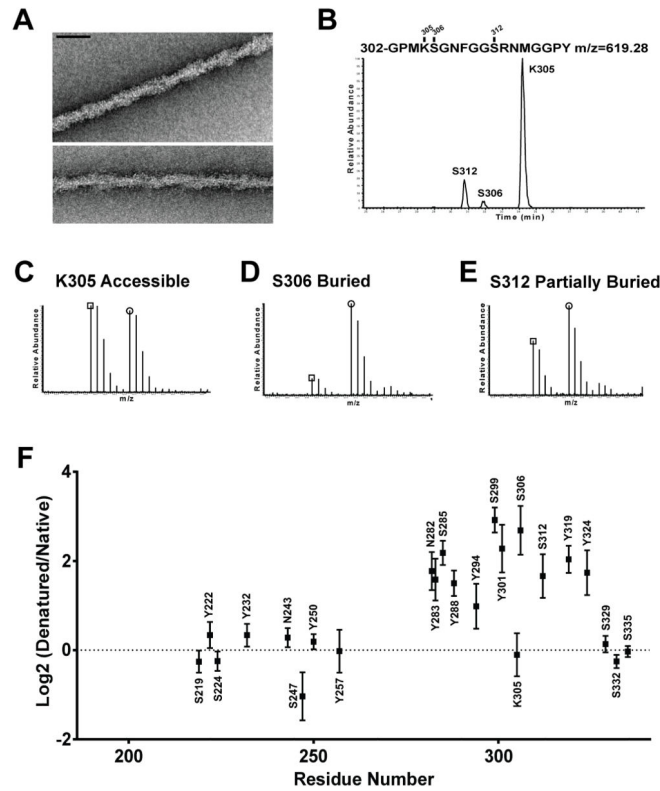 A
B
305
306
312
302-GPMKSGNFGGSRNMGGPY m/z=619.28
K305
S312
S306
Relative Abundance
Time (min)
C
K305 Accessible
Relative Abundance
m/z
D
S306 Buried
Relative Abundance
m/z
E
S312 Partially Buried
Relative Abundance
m/z
F
Log2 (Denatured/Native)
4
2
0
-2
S219
Y222
S224
Y232
N243
S247
Y250
Y257
N282
Y283
S285
Y288
Y294
S299
Y301
K305
S306
S312
Y319
Y324
S329
S332
S335
200
250
300
Residue Number